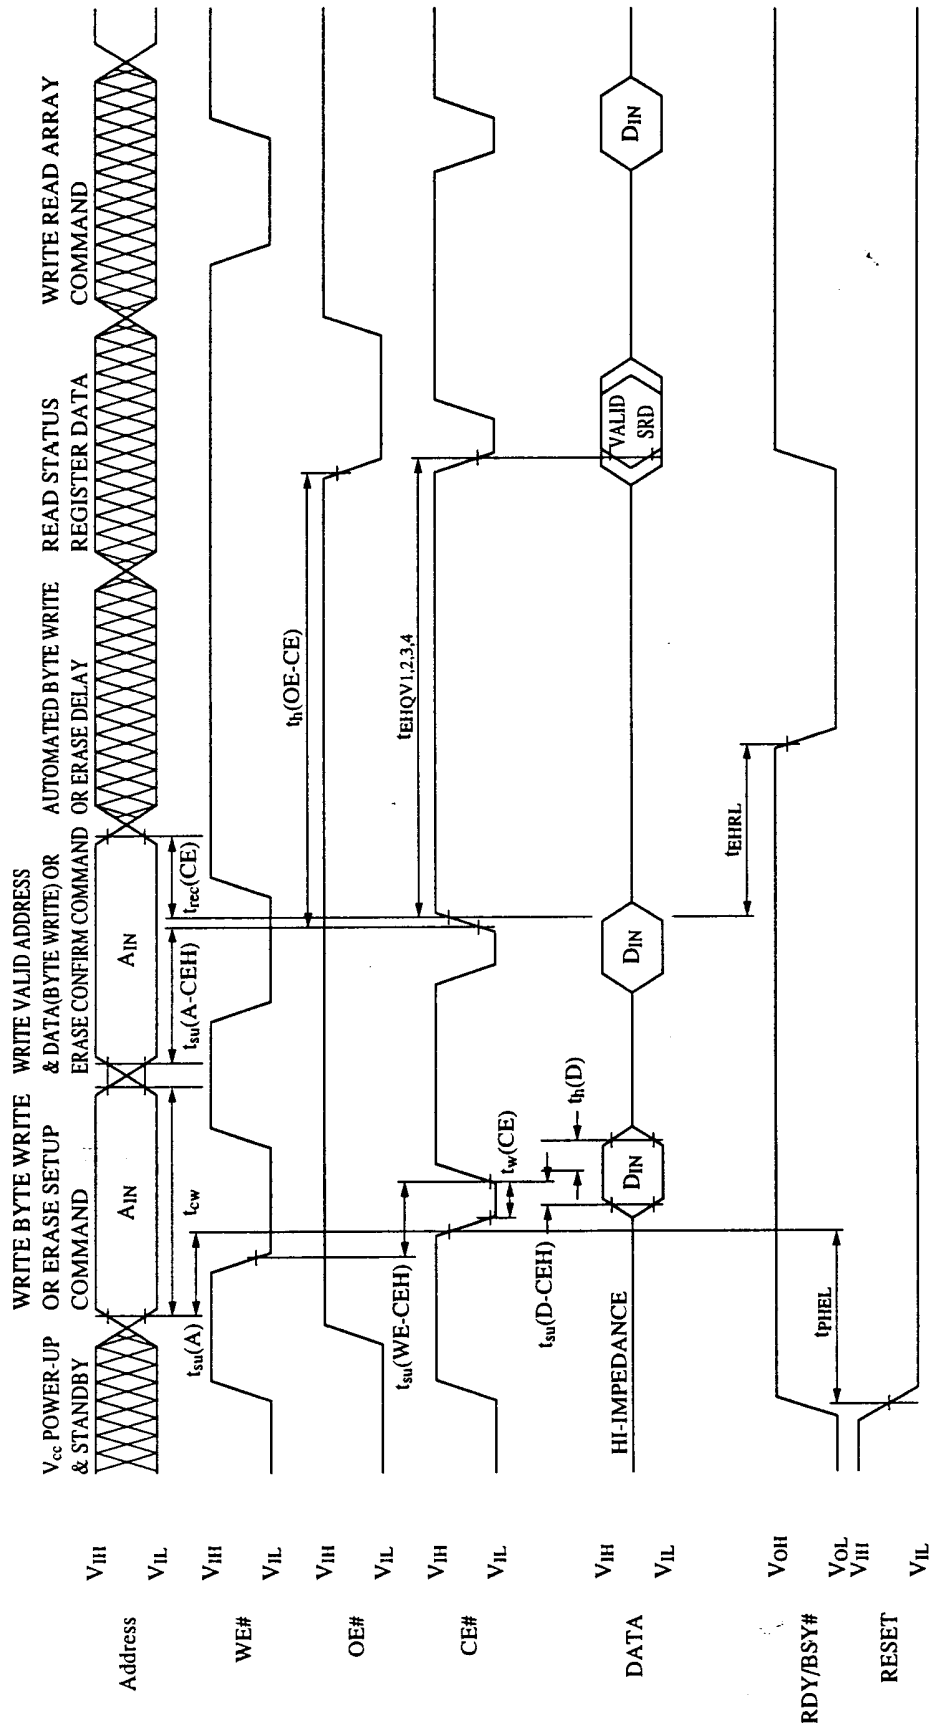 Vcc POWER-UP
& STANDBY
WRITE BYTE WRITE
OR ERASE SETUP
COMMAND
WRITE VALID ADDRESS
& DATA(BYTE WRITE) OR
ERASE CONFIRM COMMAND
AUTOMATED BYTE WRITE
OR ERASE DELAY
READ STATUS
REGISTER DATA
WRITE READ ARRAY
COMMAND
Address
VIH
VIL
AIN
AIN
tsu(A)
tcw
tsu(A-CEH)
trec(CE)
WE#
VIH
VIL
OE#
VIH
VIL
th(OE-CE)
tsu(WE-CEH)
CE#
VIH
VIL
tw(CE)
tEHQV1,2,3,4
tsu(D-CEH)
th(D)
DATA
VIH
VIL
HI-IMPEDANCE
DIN
DIN
VALID
SRD
DIN
tEHRL
RDY/BSY#
VOH
VOL
tPHEL
RESET
VIH
VIL